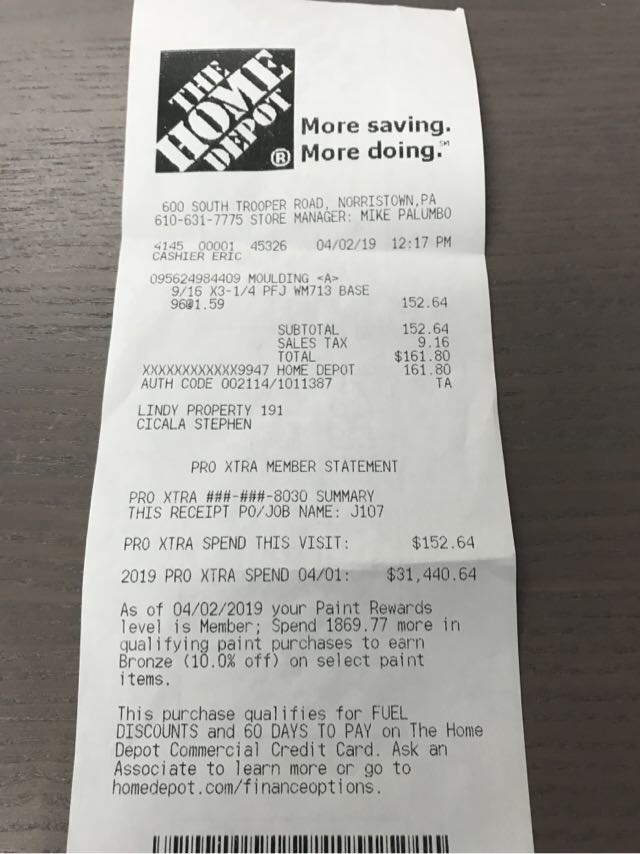 THE
HOME
DEPOT
®
More saving.
More doing.℠
600 SOUTH TROOPER ROAD, NORRISTOWN,PA
610-631-7775 STORE MANAGER: MIKE PALUMBO
4145 00001 45326 04/02/19 12:17 PM
CASHIER ERIC
095624984409 MOULDING <A>
9/16 X3-1/4 PFJ WM713 BASE
96@1.59 152.64
SUBTOTAL 152.64
SALES TAX 9.16
TOTAL $161.80
XXXXXXXXXXXX9947 HOME DEPOT 161.80
AUTH CODE 002114/1011387 TA
LINDY PROPERTY 191
CICALA STEPHEN
PRO XTRA MEMBER STATEMENT
PRO XTRA ###-###-8030 SUMMARY
THIS RECEIPT PO/JOB NAME: J107
PRO XTRA SPEND THIS VISIT: $152.64
2019 PRO XTRA SPEND 04/01: $31,440.64
As of 04/02/2019 your Paint Rewards
level is Member; Spend 1869.77 more in
qualifying paint purchases to earn
Bronze (10.0% off) on select paint
items.
This purchase qualifies for FUEL
DISCOUNTS and 60 DAYS TO PAY on The Home
Depot Commercial Credit Card. Ask an
Associate to learn more or go to
homedepot.com/financeoptions.